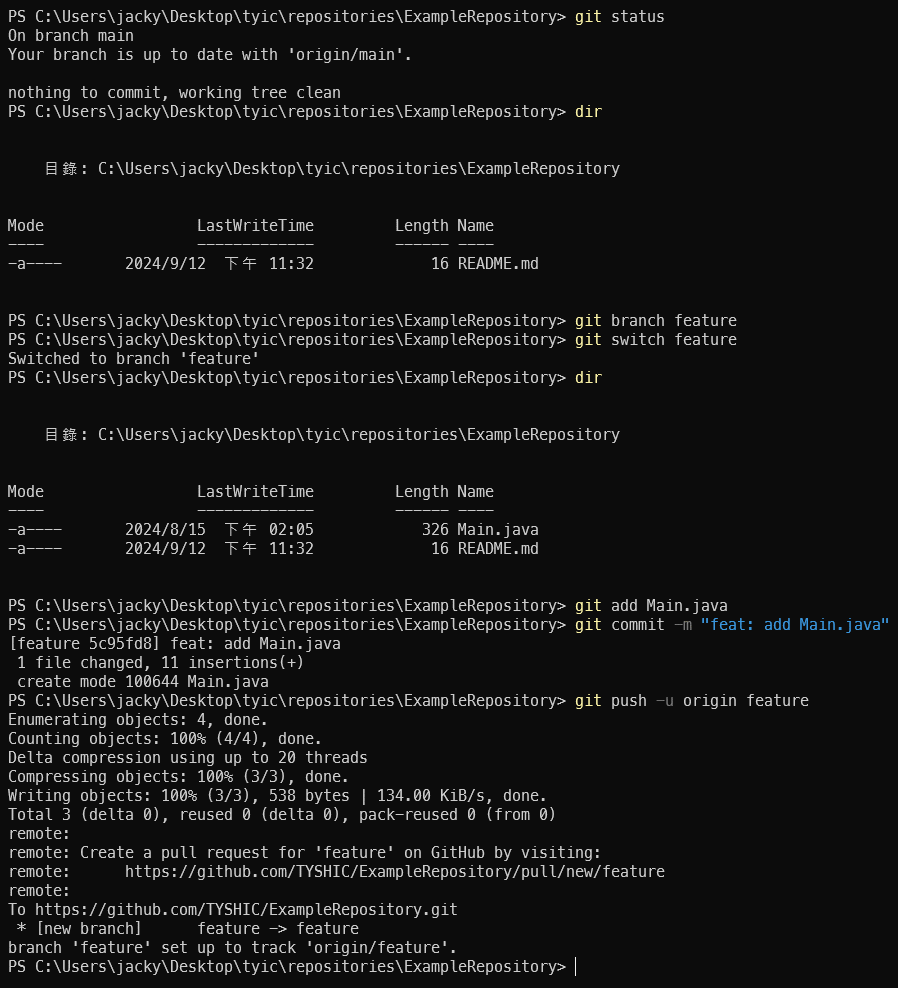 PS C:\Users\jacky\Desktop\tyic\repositories\ExampleRepository> git status
On branch main
Your branch is up to date with 'origin/main'.

nothing to commit, working tree clean
PS C:\Users\jacky\Desktop\tyic\repositories\ExampleRepository> dir

    目錄: C:\Users\jacky\Desktop\tyic\repositories\ExampleRepository

Mode                 LastWriteTime         Length Name
----                 -------------         ------ ----
-a----       2024/9/12  下午 11:32             16 README.md

PS C:\Users\jacky\Desktop\tyic\repositories\ExampleRepository> git branch feature
PS C:\Users\jacky\Desktop\tyic\repositories\ExampleRepository> git switch feature
Switched to branch 'feature'
PS C:\Users\jacky\Desktop\tyic\repositories\ExampleRepository> dir

    目錄: C:\Users\jacky\Desktop\tyic\repositories\ExampleRepository

Mode                 LastWriteTime         Length Name
----                 -------------         ------ ----
-a----       2024/8/15  下午 02:05            326 Main.java
-a----       2024/9/12  下午 11:32             16 README.md

PS C:\Users\jacky\Desktop\tyic\repositories\ExampleRepository> git add Main.java
PS C:\Users\jacky\Desktop\tyic\repositories\ExampleRepository> git commit -m "feat: add Main.java"
[feature 5c95fd8] feat: add Main.java
 1 file changed, 11 insertions(+)
 create mode 100644 Main.java
PS C:\Users\jacky\Desktop\tyic\repositories\ExampleRepository> git push -u origin feature
Enumerating objects: 4, done.
Counting objects: 100% (4/4), done.
Delta compression using up to 20 threads
Compressing objects: 100% (3/3), done.
Writing objects: 100% (3/3), 538 bytes | 134.00 KiB/s, done.
Total 3 (delta 0), reused 0 (delta 0), pack-reused 0 (from 0)
remote:
remote: Create a pull request for 'feature' on GitHub by visiting:
remote:      https://github.com/TYSHIC/ExampleRepository/pull/new/feature
remote:
To https://github.com/TYSHIC/ExampleRepository.git
 * [new branch]      feature -> feature
branch 'feature' set up to track 'origin/feature'.
PS C:\Users\jacky\Desktop\tyic\repositories\ExampleRepository>